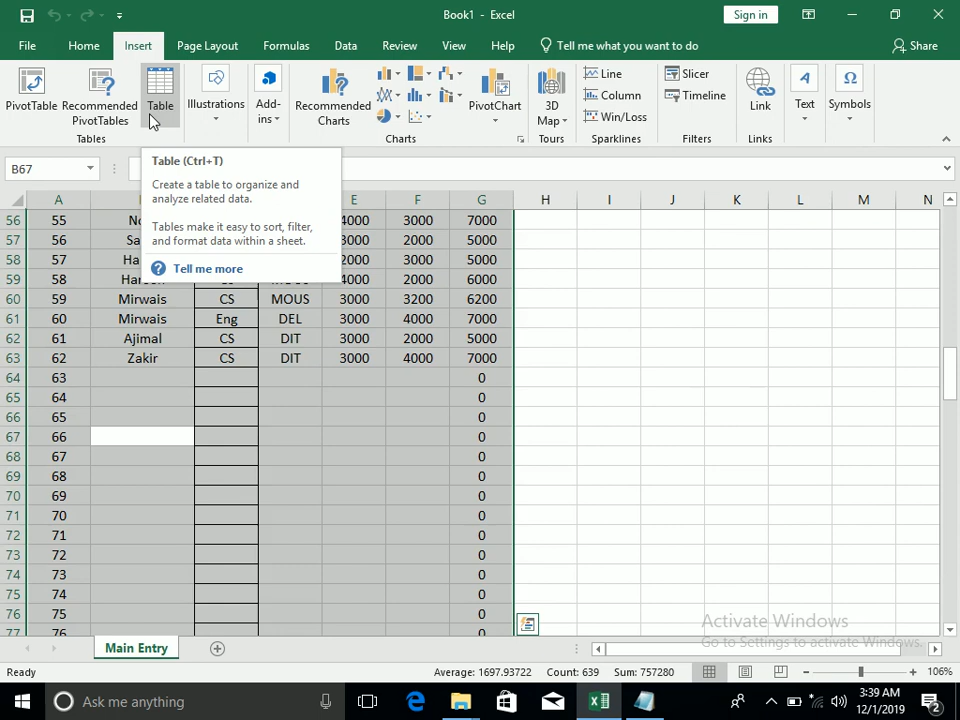 Book1 - Excel
Sign in
File Home Insert Page Layout Formulas Data Review View Help Tell me what you want to do Share
PivotTable
Recommended PivotTables
Table
Illustrations
Add-ins
Recommended Charts
PivotChart
3D Map
Line
Column
Win/Loss
Slicer
Timeline
Link
Text
Symbols
Tables
Charts
Tours
Sparklines
Filters
Links
B67
Table (Ctrl+T)
Create a table to organize and
analyze related data.
Tables make it easy to sort, filter,
and format data within a sheet.
Tell me more
A E F G H I J K L M N
56 55 4000 3000 7000
57 56 3000 2000 5000
58 57 2000 3000 5000
59 58 4000 2000 6000
60 59 Mirwais CS MOUS 3000 3200 6200
61 60 Mirwais Eng DEL 3000 4000 7000
62 61 Ajimal CS DIT 3000 2000 5000
63 62 Zakir CS DIT 3000 4000 7000
64 63 0
65 64 0
66 65 0
67 66 0
68 67 0
69 68 0
70 69 0
71 70 0
72 71 0
73 72 0
74 73 0
75 74 0
76 75 0
77 76 0
Activate Windows
Go to Settings to activate Windows.
Main Entry
Ready Average: 1697.93722 Count: 639 Sum: 757280 106%
Ask me anything
3:39 AM
12/1/2019
2